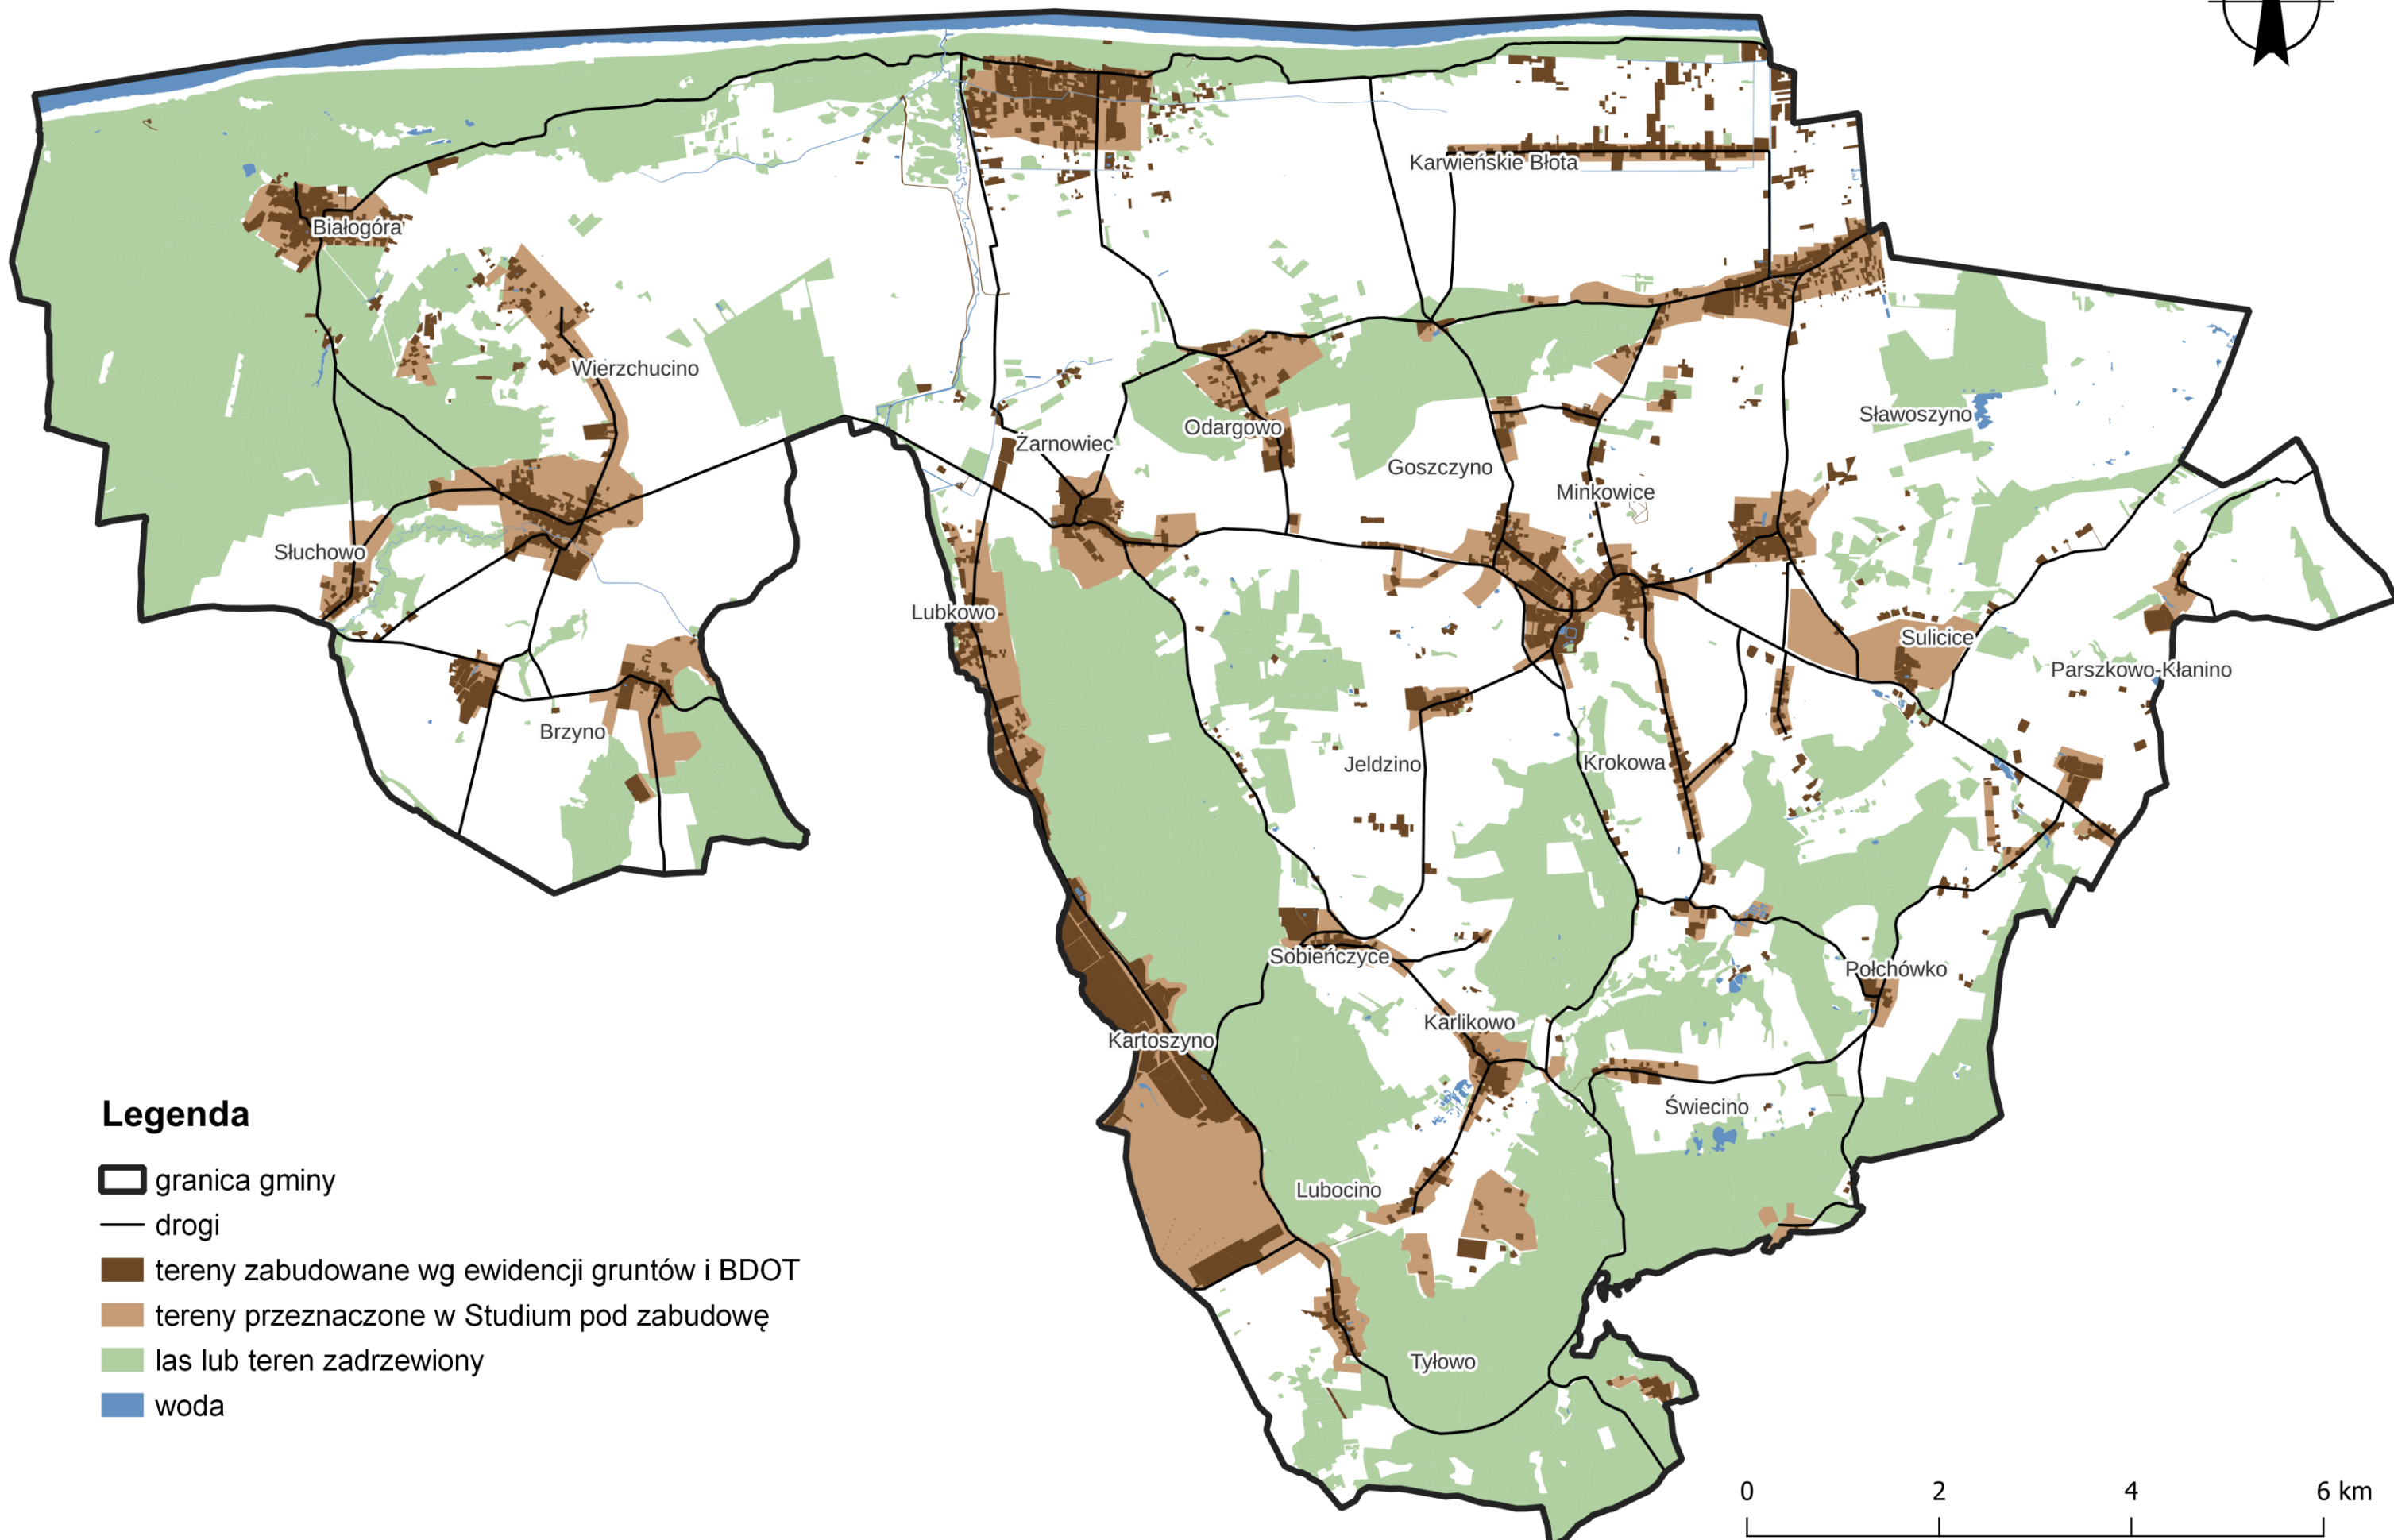 Karwieńskie Błota
Białogóra
Wierzchucino
Sławoszyno
Odargowo
Żarnowiec
Goszczyno
Minkowice
Słuchowo
Lubkowo
Sulicice
Parszkowo-Kłanino
Brzyno
Jeldzino
Krokowa
Sobieńczyce
Połchówko
Karlikowo
Kartoszyno
Świecino
Lubocino
Tyłowo
Legenda
granica gminy
drogi
tereny zabudowane wg ewidencji gruntów i BDOT
tereny przeznaczone w Studium pod zabudowę
las lub teren zadrzewiony
woda
0 2 4 6 km